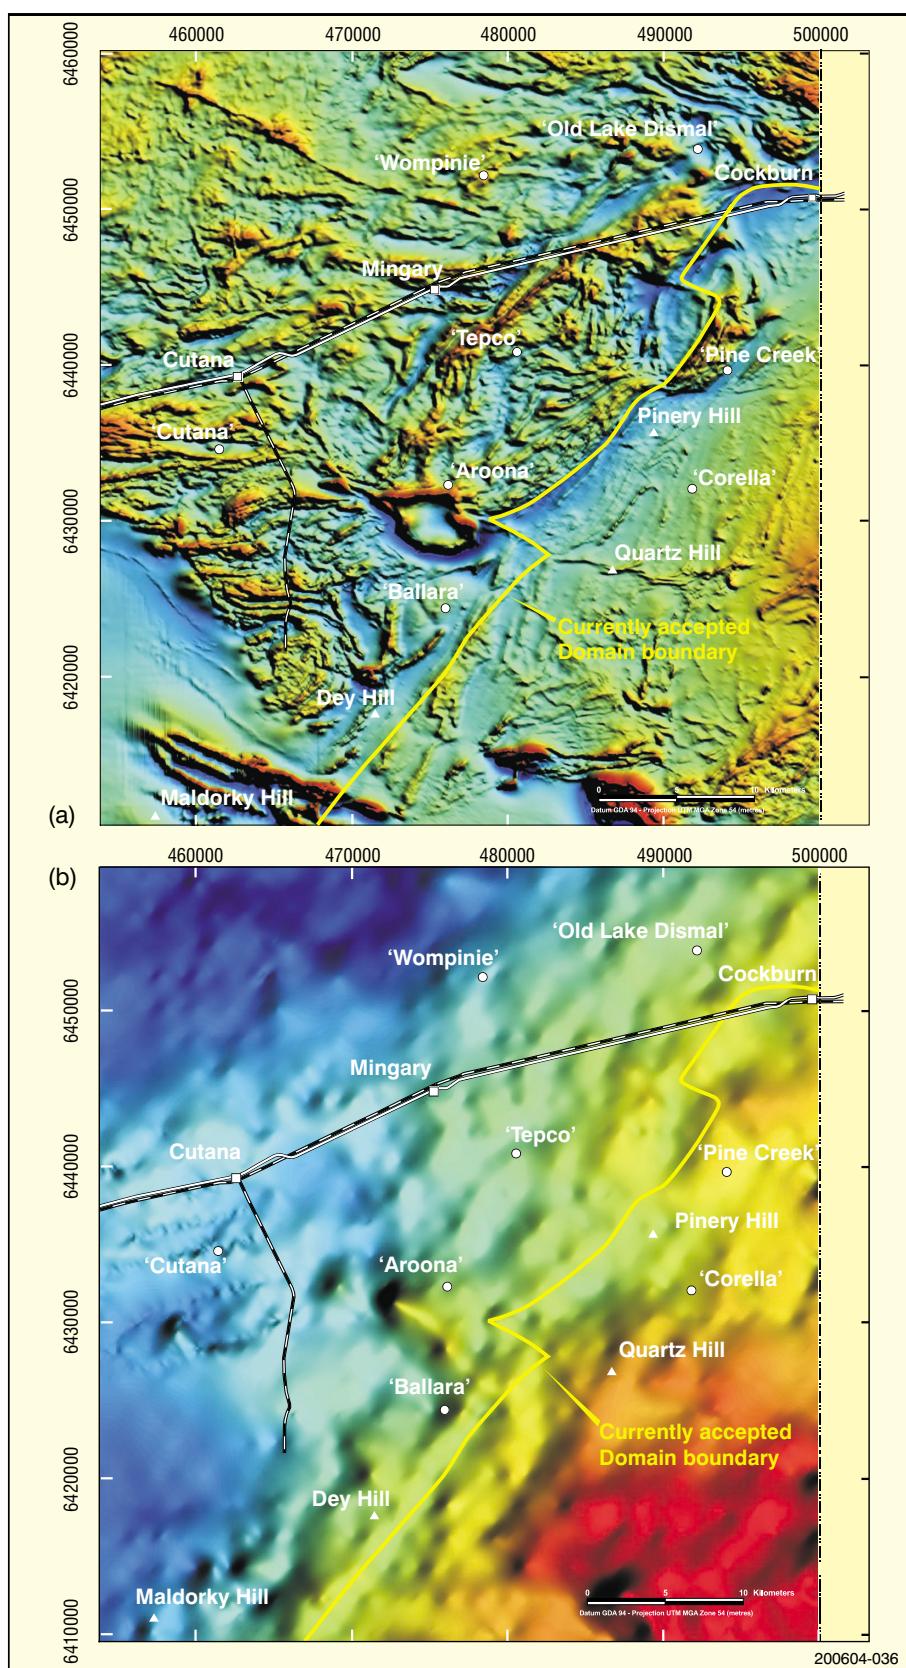 460000 470000 480000 490000 500000
6460000
(a)
‘Old Lake Dismal’
‘Wompinie’
Cockburn
6450000
Mingary
‘Tepco’
Cutana
‘Pine Creek
6440000
Pinery Hill
‘Cutana’
‘Aroona’
‘Corella’
6430000
Quartz Hill
‘Ballara’
Currently accepted
Domain boundary
6420000
Dey Hill
Maldorky Hill
0 5 10 Kilometers
Datum GDA 94 - Projection UTM MGA Zone 54 (metres)
460000 470000 480000 490000 500000
(b)
‘Old Lake Dismal’
‘Wompinie’
Cockburn
6450000
Mingary
‘Tepco’
Cutana
‘Pine Creek’
6440000
Pinery Hill
‘Cutana’
‘Aroona’
‘Corella’
6430000
Quartz Hill
‘Ballara’
Currently accepted
Domain boundary
6420000
Dey Hill
Maldorky Hill
0 5 10 Kilometers
Datum GDA 94 - Projection UTM MGA Zone 54 (metres)
6410000
200604-036